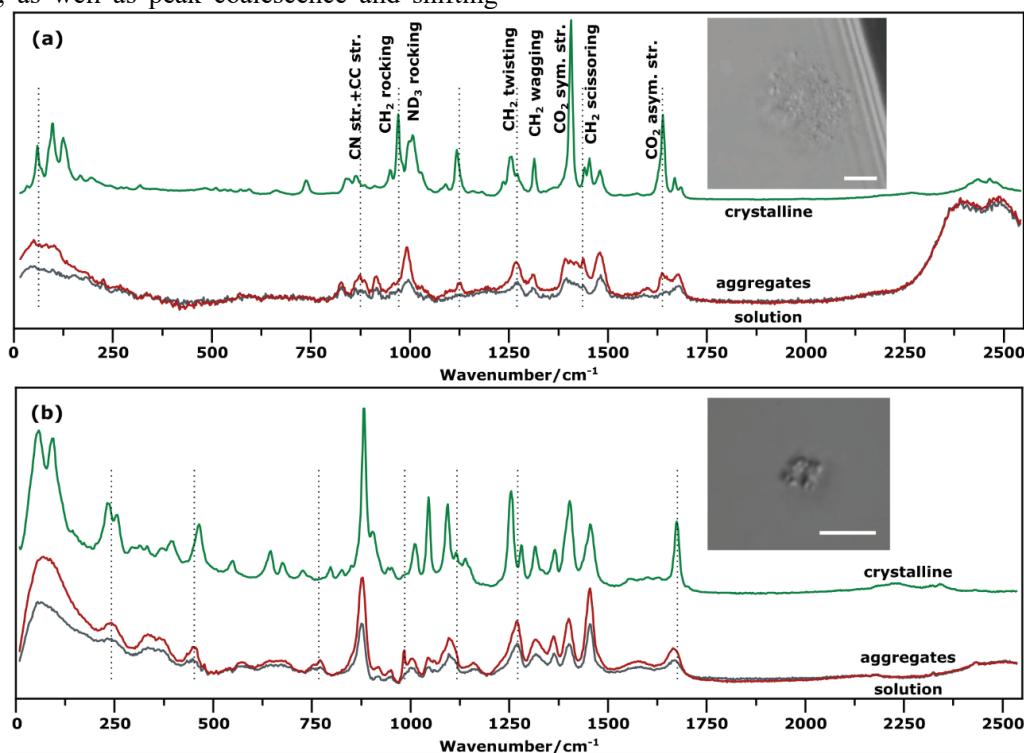 as well as peak coalescence and shifting
(a)
CN str.+CC str.
CH₂ rocking
ND₃ rocking
CH₂ twisting
CH₂ wagging
CO₂ sym. str.
CH₂ scissoring
CO₂ asym. str.
crystalline
aggregates
solution
0 250 500 750 1000 1250 1500 1750 2000 2250 2500
Wavenumber/cm⁻¹
(b)
crystalline
aggregates
solution
0 250 500 750 1000 1250 1500 1750 2000 2250 2500
Wavenumber/cm⁻¹